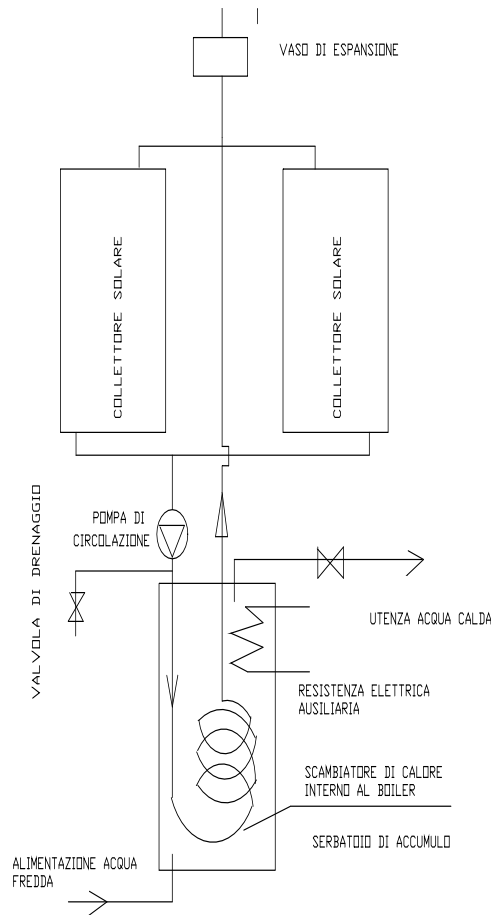 VASO DI ESPANSIONE
COLLETTORE SOLARE
COLLETTORE SOLARE
VALVOLA DI DRENAGGIO
POMPA DI
CIRCOLAZIONE
UTENZA ACQUA CALDA
RESISTENZA ELETTRICA
AUSILIARIA
SCAMBIATORE DI CALORE
INTERNO AL BOILER
SERBATOIO DI ACCUMULO
ALIMENTAZIONE ACQUA
FREDDA